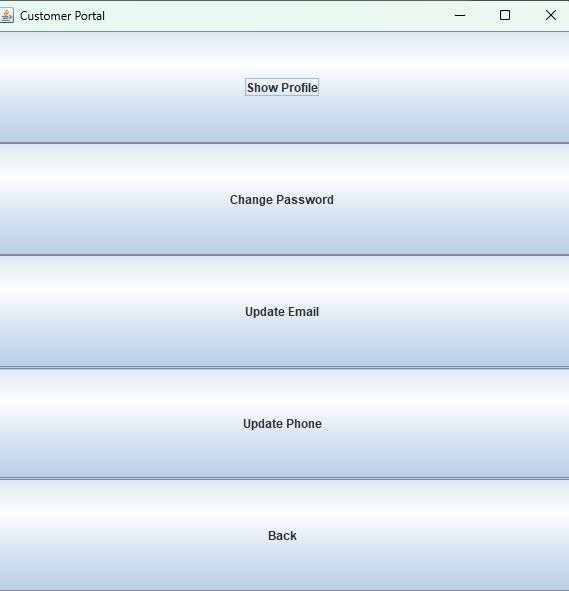 Customer Portal
Show Profile
Change Password
Update Email
Update Phone
Back